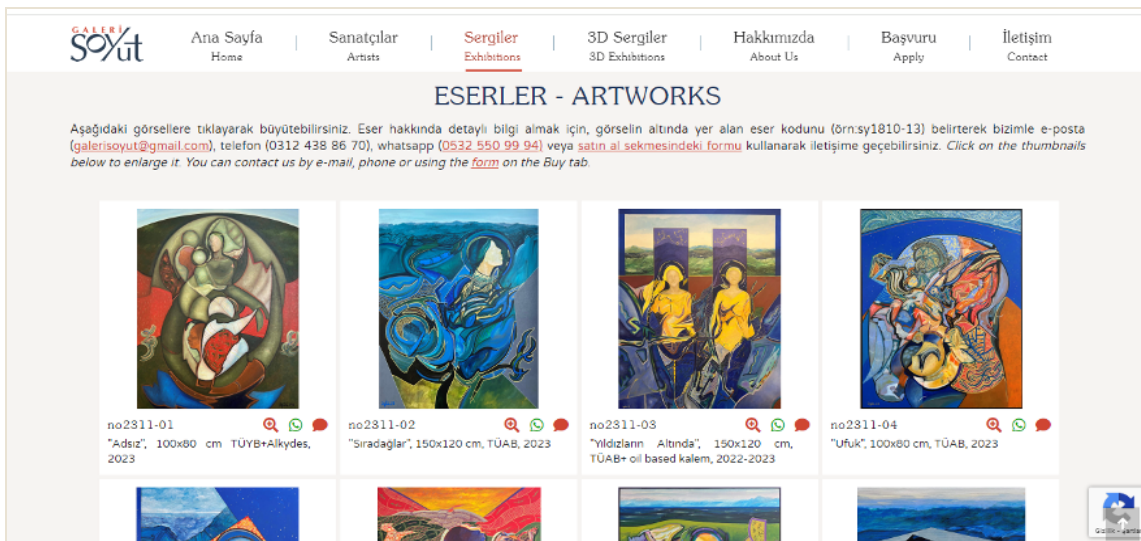 GALERİ
Soyut
Ana Sayfa
Home
Sanatçılar
Artists
Sergiler
Exhibitions
3D Sergiler
3D Exhibitions
Hakkımızda
About Us
Başvuru
Apply
İletişim
Contact
ESERLER - ARTWORKS
Aşağıdaki görsellere tıklayarak büyütebilirsiniz. Eser hakkında detaylı bilgi almak için, görselin altında yer alan eser kodunu (örn:sy1810-13) belirterek bizimle e-posta
(galerisoyut@gmail.com), telefon (0312 438 86 70), whatsapp (0532 550 99 94) veya satın al sekmesindeki formu kullanarak iletişime geçebilirsiniz. Click on the thumbnails
below to enlarge it. You can contact us by e-mail, phone or using the form on the Buy tab.
no2311-01
"Adsız", 100x80 cm TÜYB+Alkydes,
2023
no2311-02
"Sıradağlar", 150x120 cm, TÜAB, 2023
no2311-03
"Yıldızların Altında", 150x120 cm,
TÜAB+ oil based kalem, 2022-2023
no2311-04
"Ufuk", 100x80 cm, TÜAB, 2023